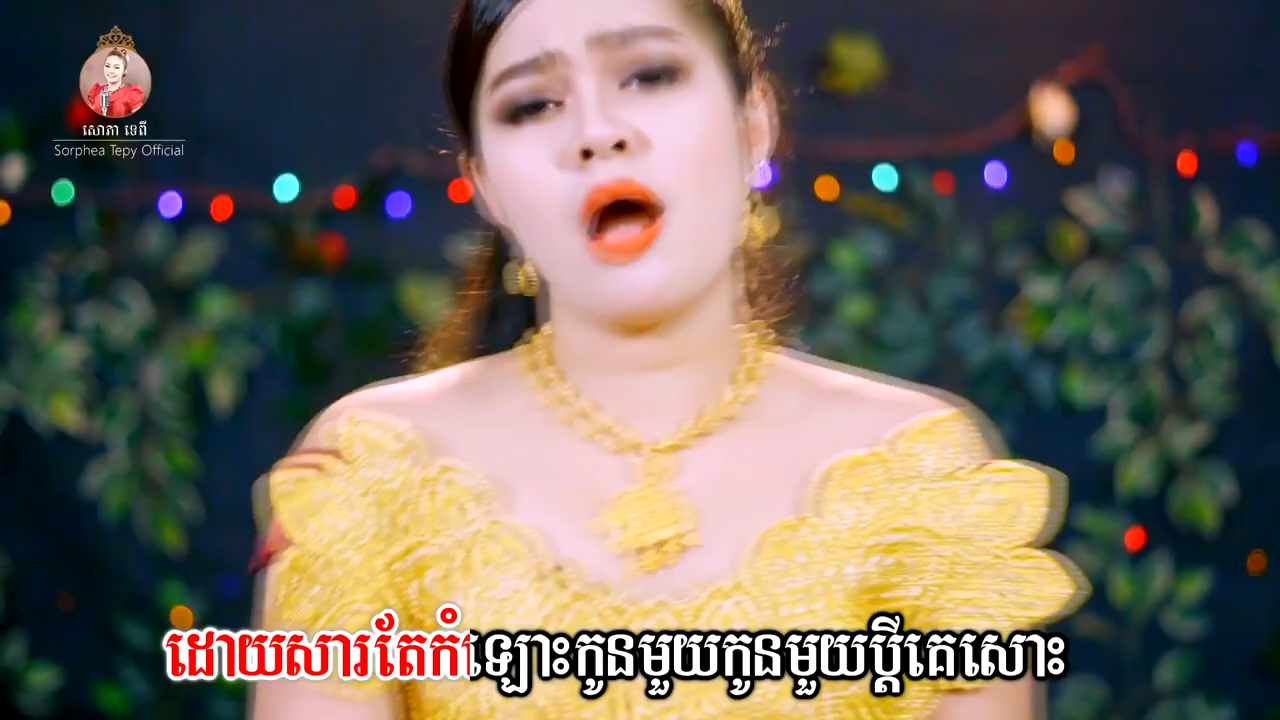 សោភា ទេពី
Sorphea Tepy Official
ដោយសារតែកំឡោះកូនមួយកូនមួយប្ដីគេសោះ